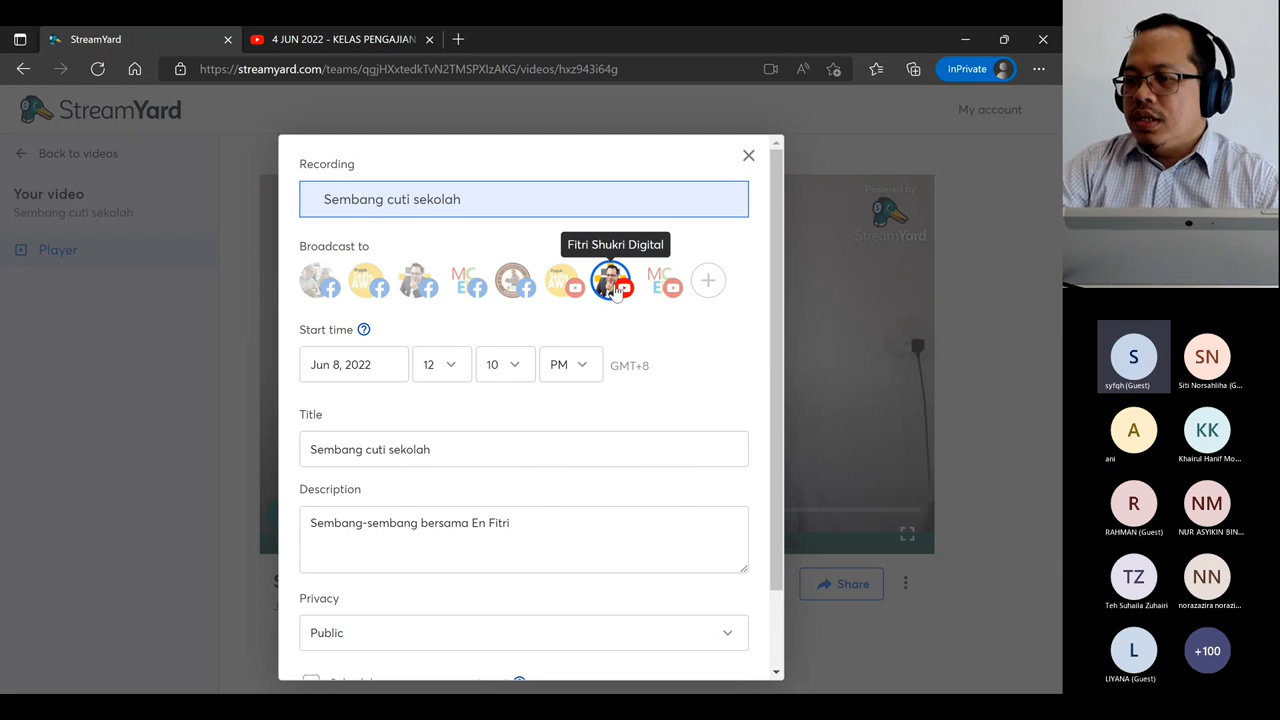 StreamYard
4 JUN 2022 - KELAS PENGAJIAN
https://streamyard.com/teams/qgjHXxtedkTvN2TMSPXIzAKG/videos/hxz943i64g
InPrivate
StreamYard
My account
Back to videos
Your video
Sembang cuti sekolah
Player
Powered by
StreamYard
Recording
Sembang cuti sekolah
Broadcast to
Fitri Shukri Digital
Start time
Jun 8, 2022
12
10
PM
GMT+8
Title
Sembang cuti sekolah
Description
Sembang-sembang bersama En Fitri
Privacy
Public
Share
S
syfqh (Guest)
SN
Siti Norsahliha (G...
A
ani
KK
Khairul Hanif Mo...
R
RAHMAN (Guest)
NM
NUR ASYIKIN BIN...
TZ
Teh Suhaila Zuhairi
NN
norazazira norazi...
L
LIYANA (Guest)
+100